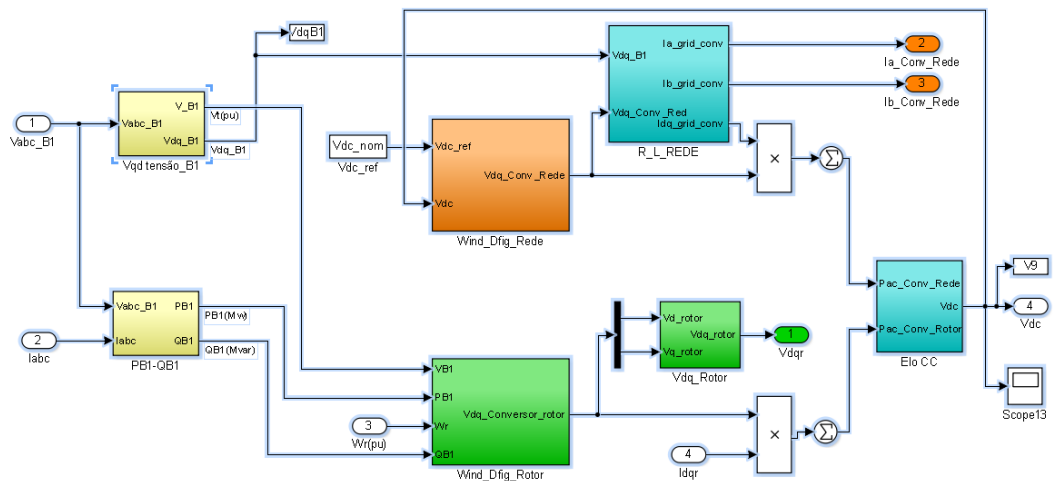 VdqB1
Ia_grid_conv
2
Ia_Conv_Rede
Vdq_B1
Ib_grid_conv
3
Ib_Conv_Rede
V_B1
Vt(pu)
1
Vabc_B1
Vabc_B1
Vdq_B1
Vdq_B1
Vqd tensão_B1
Vdq_Conv_Red
Idq_grid_conv
R_L_REDE
Vdc_nom
Vdc_ref
Vdc_ref
Vdq_Conv_Rede
Vdc
Wind_Dfig_Rede
×
Σ
Pac_Conv_Rede
Vdc
Pac_Conv_Rotor
Elo CC
V9
4
Vdc
Scope13
Vabc_B1
PB1
PB1(Mw)
2
Iabc
Iabc
QB1
QB1(Mvar)
PB1-QB1
Vd_rotor
Vdq_rotor
Vq_rotor
Vdq_Rotor
1
Vdqr
VB1
PB1
Vdq_Conversor_rotor
3
Wr(pu)
Wr
QB1
Wind_Dfig_Rotor
×
Σ
4
Idqr